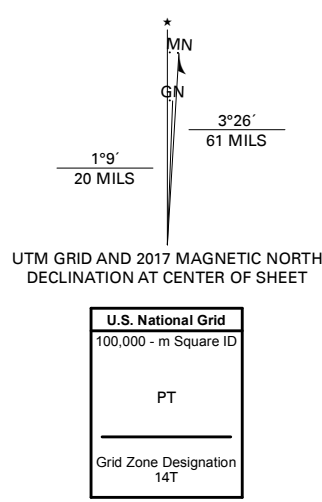 ★
MN
GN
3°26´
61 MILS
1°9´
20 MILS
UTM GRID AND 2017 MAGNETIC NORTH
DECLINATION AT CENTER OF SHEET
U.S. National Grid
100,000 - m Square ID
PT
Grid Zone Designation
14T